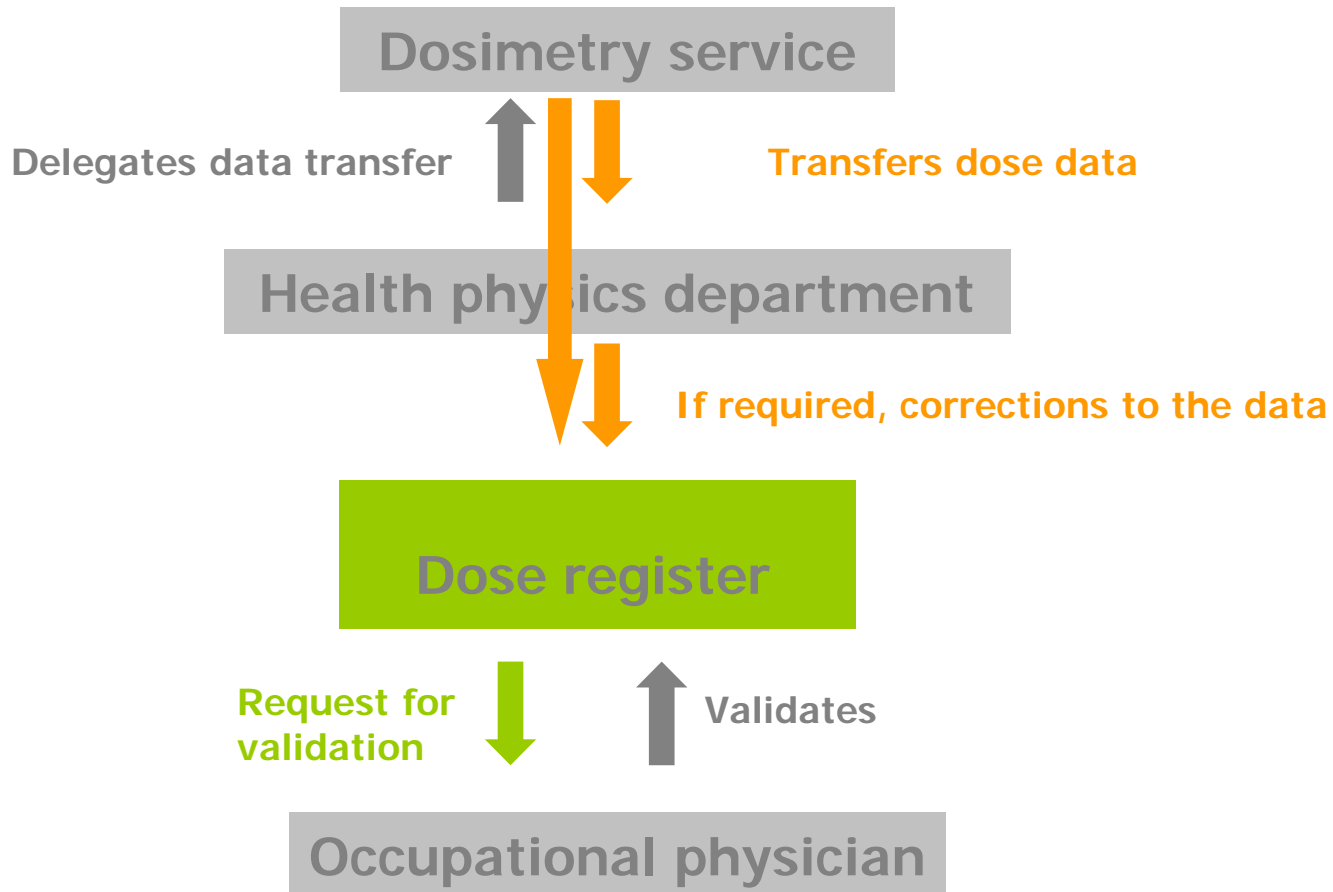 Dosimetry service
Delegates data transfer
Transfers dose data
Health physics department
If required, corrections to the data
Dose register
Request for
validation
Validates
Occupational physician